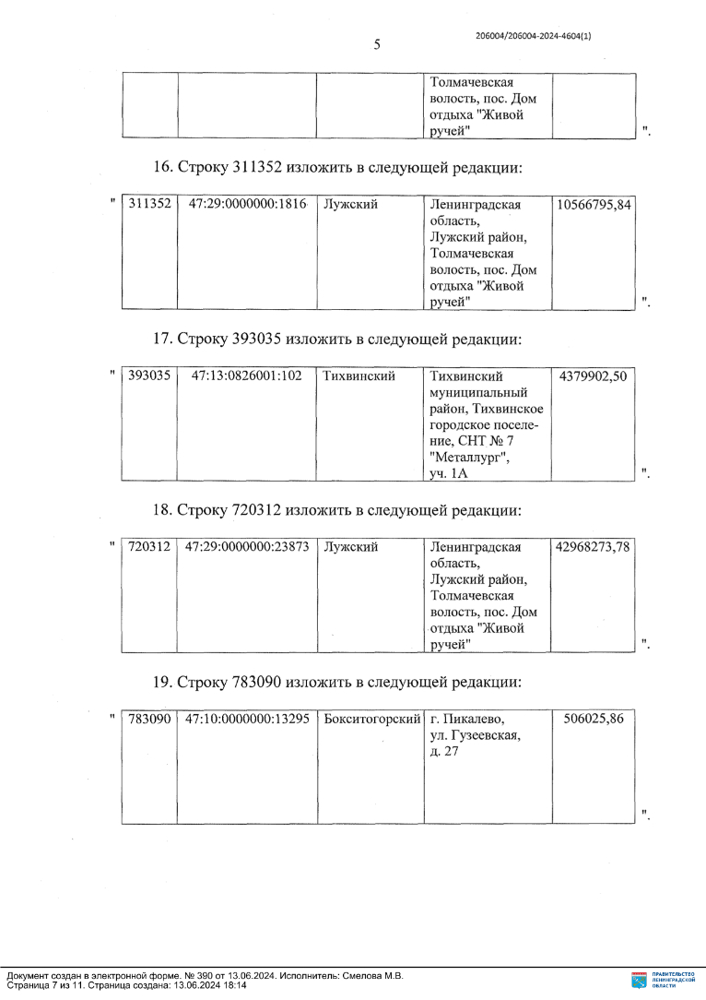 206004/206004-2024-4604(1)
5
Толмачевская
волость, пос. Дом
отдыха "Живой
ручей"
".
16. Строку 311352 изложить в следующей редакции:
" 311352 47:29:0000000:1816 Лужский Ленинградская 10566795,84
область,
Лужский район,
Толмачевская
волость, пос. Дом
отдыха "Живой
ручей"
".
17. Строку 393035 изложить в следующей редакции:
" 393035 47:13:0826001:102 Тихвинский Тихвинский 4379902,50
муниципальный
район, Тихвинское
городское поселе-
ние, СНТ № 7
"Металлург",
уч. 1А
".
18. Строку 720312 изложить в следующей редакции:
" 720312 47:29:0000000:23873 Лужский Ленинградская 42968273,78
область,
Лужский район,
Толмачевская
волость, пос. Дом
отдыха "Живой
ручей"
".
19. Строку 783090 изложить в следующей редакции:
" 783090 47:10:0000000:13295 Бокситогорский г. Пикалево, 506025,86
ул. Гузеевская,
д. 27
".
Документ создан в электронной форме. № 390 от 13.06.2024. Исполнитель: Смелова М.В.
Страница 7 из 11. Страница создана: 13.06.2024 18:14
ПРАВИТЕЛЬСТВО
ЛЕНИНГРАДСКОЙ
ОБЛАСТИ